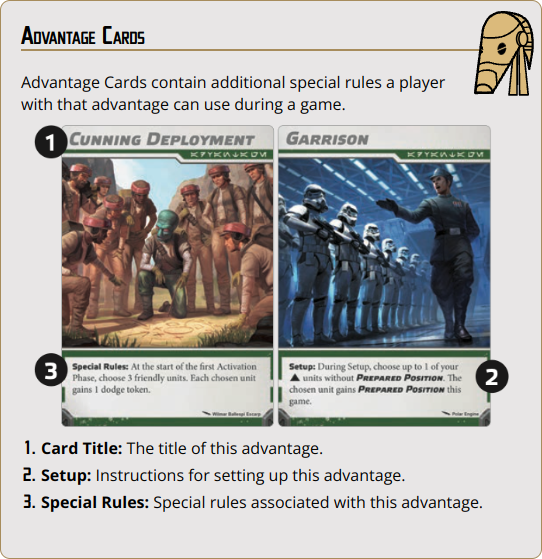 Advantage Cards
Advantage Cards contain additional special rules a player
with that advantage can use during a game.
1
Cunning Deployment
Garrison
3
Special Rules: At the start of the first Activation
Phase, choose 3 friendly units. Each chosen unit
gains 1 dodge token.
Setup: During Setup, choose up to 1 of your
▲ units without Prepared Position. The
chosen unit gains Prepared Position this
game.
2
Polar Engine
1. Card Title: The title of this advantage.
2. Setup: Instructions for setting up this advantage.
3. Special Rules: Special rules associated with this advantage.